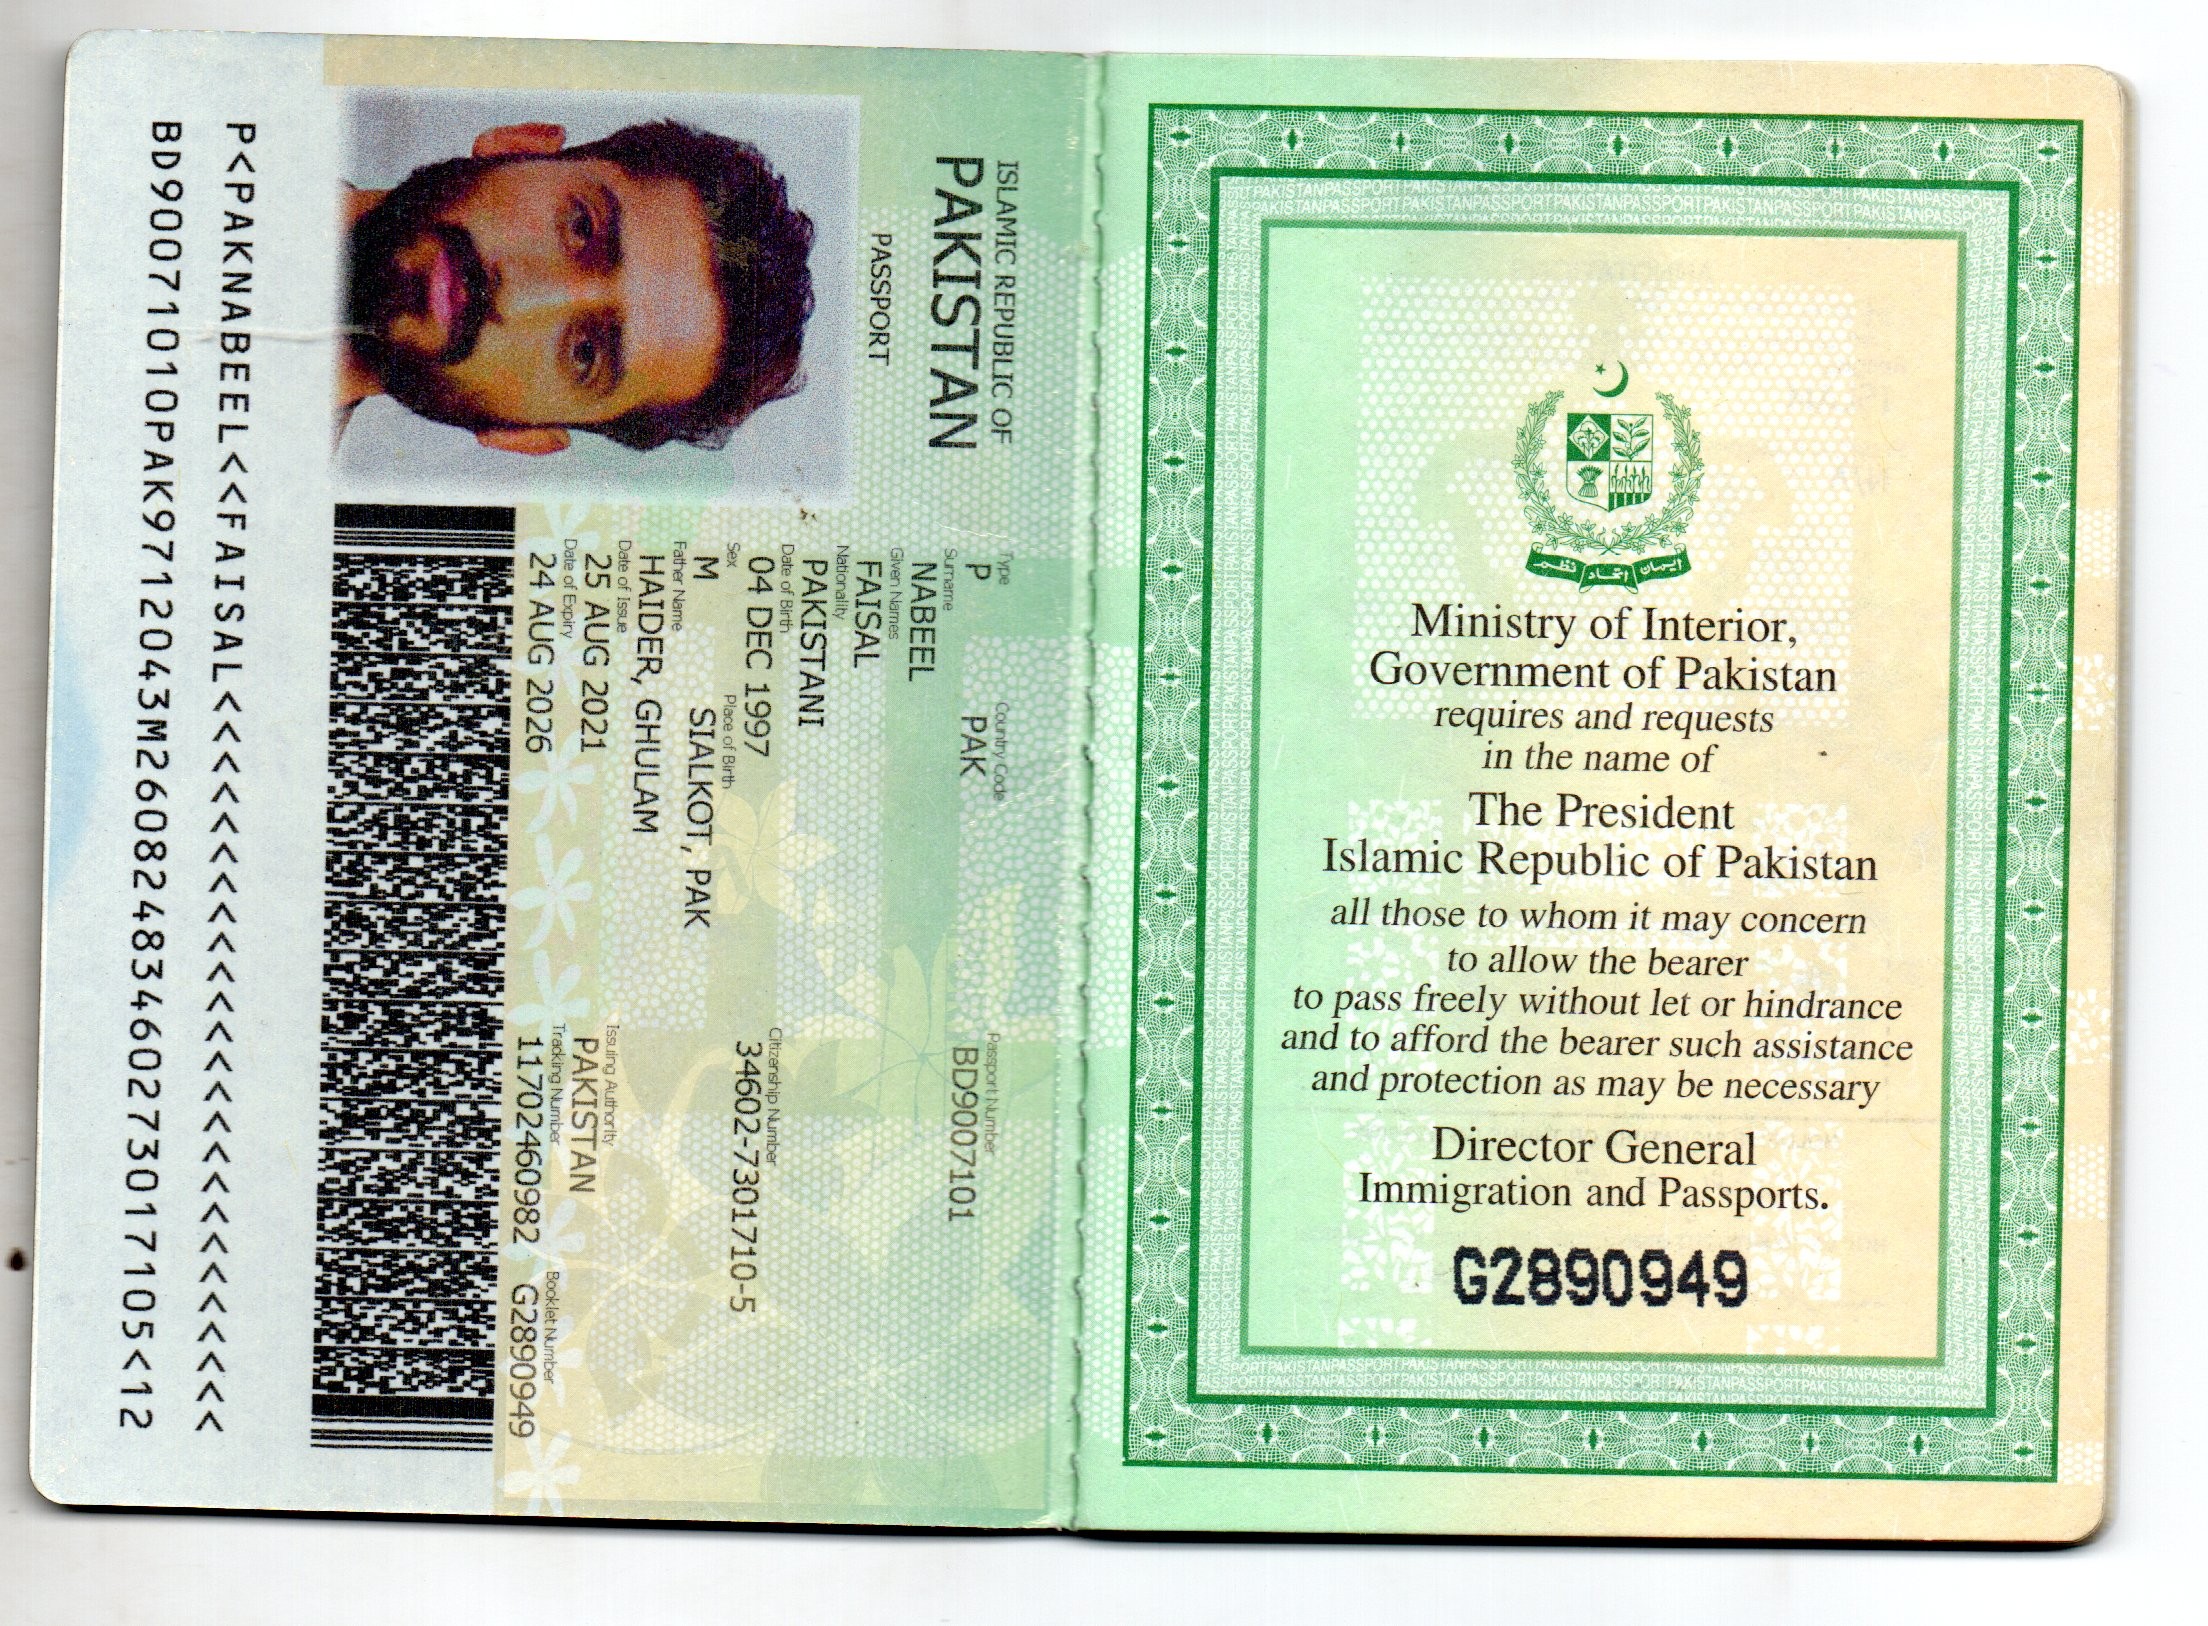 ISLAMIC REPUBLIC OF
PAKISTAN
PASSPORT
Type
P
Country Code
PAK
Passport Number
BD9007101
Surname
NABEEL
Given Names
FAISAL
Nationality
PAKISTANI
Date of Birth
04 DEC 1997
Citizenship Number
34602-7301710-5
Sex
M
Place of Birth
SIALKOT, PAK
Father Name
HAIDER, GHULAM
Date of Issue
25 AUG 2021
Issuing Authority
PAKISTAN
Date of Expiry
24 AUG 2026
Tracking Number
11702460982
Booklet Number
G2890949
P<PAKNABEEL<<FAISAL<<<<<<<<<<<<<<<<<<<<<<<<<
BD90071010PAK9712043M26082483460273017105<12
ایمان اتحاد نظم
Ministry of Interior,
Government of Pakistan
requires and requests
in the name of
The President
Islamic Republic of Pakistan
all those to whom it may concern
to allow the bearer
to pass freely without let or hindrance
and to afford the bearer such assistance
and protection as may be necessary
Director General
Immigration and Passports.
G2890949